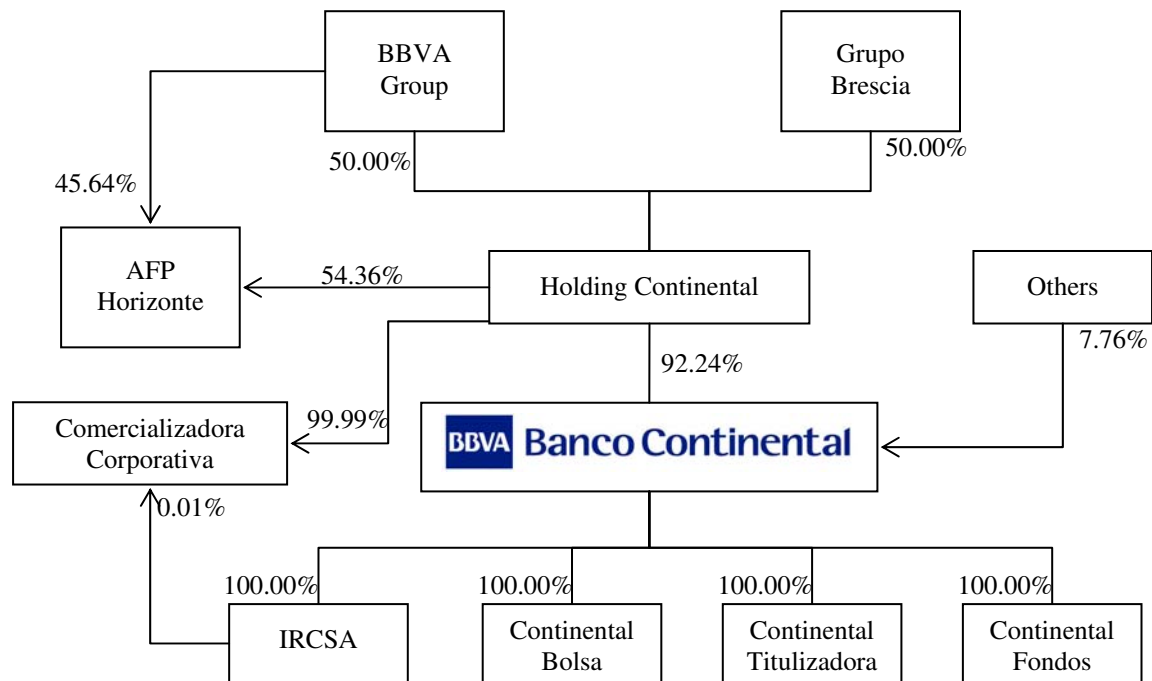 BBVA
Group
Grupo
Brescia
50.00%
50.00%
45.64%
AFP
Horizonte
54.36%
Holding Continental
Others
7.76%
92.24%
99.99%
Comercializadora
Corporativa
BBVA Banco Continental
0.01%
100.00%
100.00%
100.00%
100.00%
IRCSA
Continental
Bolsa
Continental
Titulizadora
Continental
Fondos